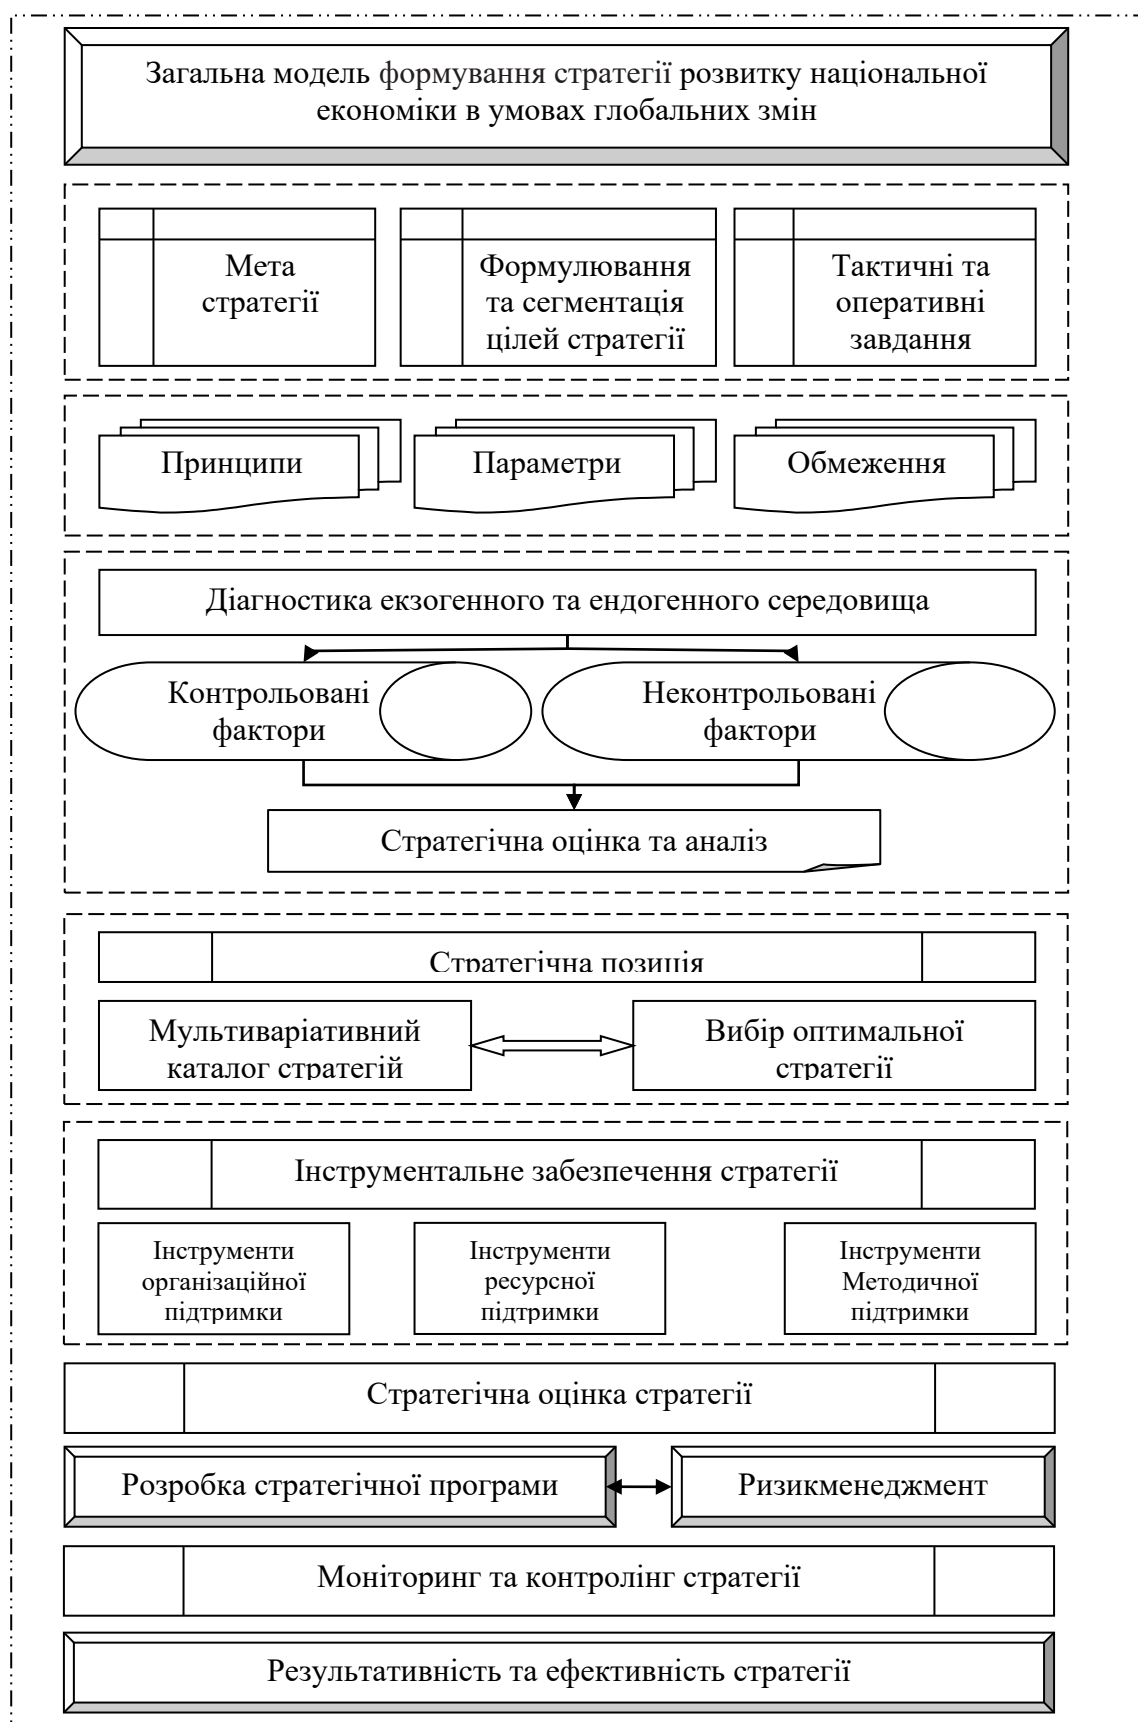 Загальна модель формування стратегії розвитку національної
економіки в умовах глобальних змін
Мета
стратегії
Формулювання
та сегментація
цілей стратегії
Тактичні та
оперативні
завдання
Принципи
Параметри
Обмеження
Діагностика екзогенного та ендогенного середовища
Контрольовані
фактори
Неконтрольовані
фактори
Стратегічна оцінка та аналіз
Стратегічна позиція
Мультиваріативний
каталог стратегій
Вибір оптимальної
стратегії
Інструментальне забезпечення стратегії
Інструменти
організаційної
підтримки
Інструменти
ресурсної
підтримки
Інструменти
Методичної
підтримки
Стратегічна оцінка стратегії
Розробка стратегічної програми
Ризикменеджмент
Моніторинг та контролінг стратегії
Результативність та ефективність стратегії